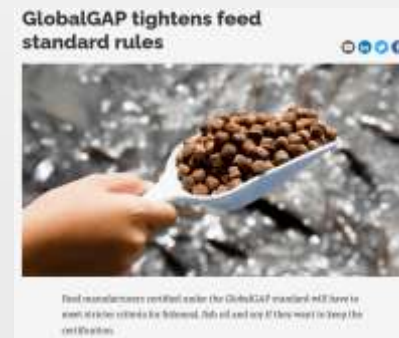 GlobalGAP tightens feed
standard rules
Feed manufacturers certified under the GlobalGAP standard will have to
meet stricter criteria for fishmeal, fish oil and soy if they want to keep the
certification.